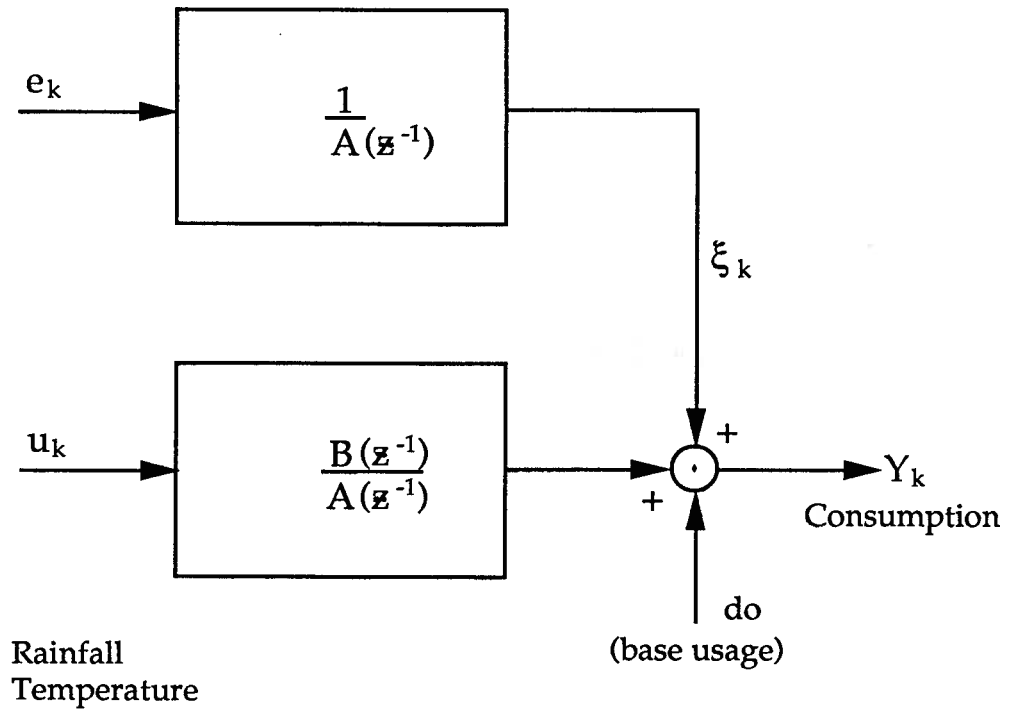 e_k
1
A(z⁻¹)
ξ_k
u_k
B(z⁻¹)
A(z⁻¹)
+
+
Y_k
Consumption
do
(base usage)
Rainfall
Temperature